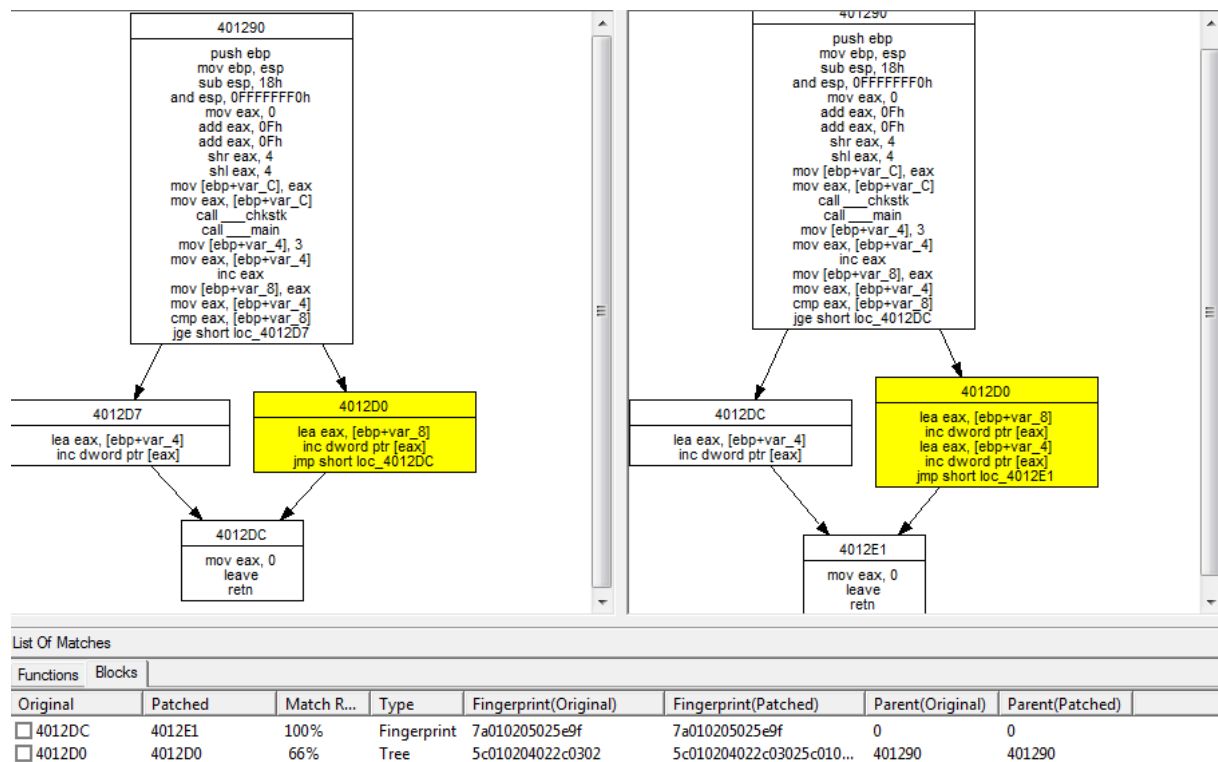 401290
push ebp
mov ebp, esp
sub esp, 18h
and esp, 0FFFFFFF0h
mov eax, 0
add eax, 0Fh
add eax, 0Fh
shr eax, 4
shl eax, 4
mov [ebp+var_C], eax
mov eax, [ebp+var_C]
call ___chkstk
call ___main
mov [ebp+var_4], 3
mov eax, [ebp+var_4]
inc eax
mov [ebp+var_8], eax
mov eax, [ebp+var_4]
cmp eax, [ebp+var_8]
jge short loc_4012D7
4012D7
lea eax, [ebp+var_4]
inc dword ptr [eax]
4012D0
lea eax, [ebp+var_8]
inc dword ptr [eax]
jmp short loc_4012DC
4012DC
mov eax, 0
leave
retn
401290
push ebp
mov ebp, esp
sub esp, 18h
and esp, 0FFFFFFF0h
mov eax, 0
add eax, 0Fh
add eax, 0Fh
shr eax, 4
shl eax, 4
mov [ebp+var_C], eax
mov eax, [ebp+var_C]
call ___chkstk
call ___main
mov [ebp+var_4], 3
mov eax, [ebp+var_4]
inc eax
mov [ebp+var_8], eax
mov eax, [ebp+var_4]
cmp eax, [ebp+var_8]
jge short loc_4012DC
4012DC
lea eax, [ebp+var_4]
inc dword ptr [eax]
4012D0
lea eax, [ebp+var_8]
inc dword ptr [eax]
lea eax, [ebp+var_4]
inc dword ptr [eax]
jmp short loc_4012E1
4012E1
mov eax, 0
leave
retn
List Of Matches
Functions Blocks
Original Patched Match R... Type Fingerprint(Original) Fingerprint(Patched) Parent(Original) Parent(Patched)
4012DC 4012E1 100% Fingerprint 7a010205025e9f 7a010205025e9f 0 0
4012D0 4012D0 66% Tree 5c010204022c0302 5c010204022c03025c010... 401290 401290